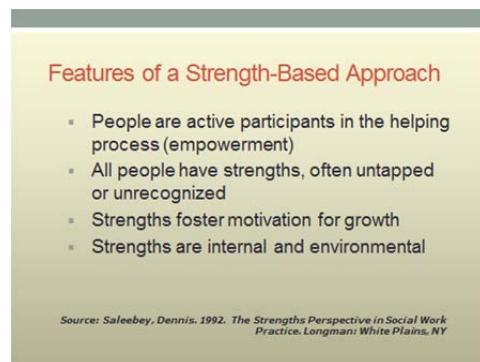 Features of a Strength-Based Approach
▪ People are active participants in the helping
process (empowerment)
▪ All people have strengths, often untapped
or unrecognized
▪ Strengths foster motivation for growth
▪ Strengths are internal and environmental
Source: Saleebey, Dennis. 1992. The Strengths Perspective in Social Work
Practice. Longman: White Plains, NY